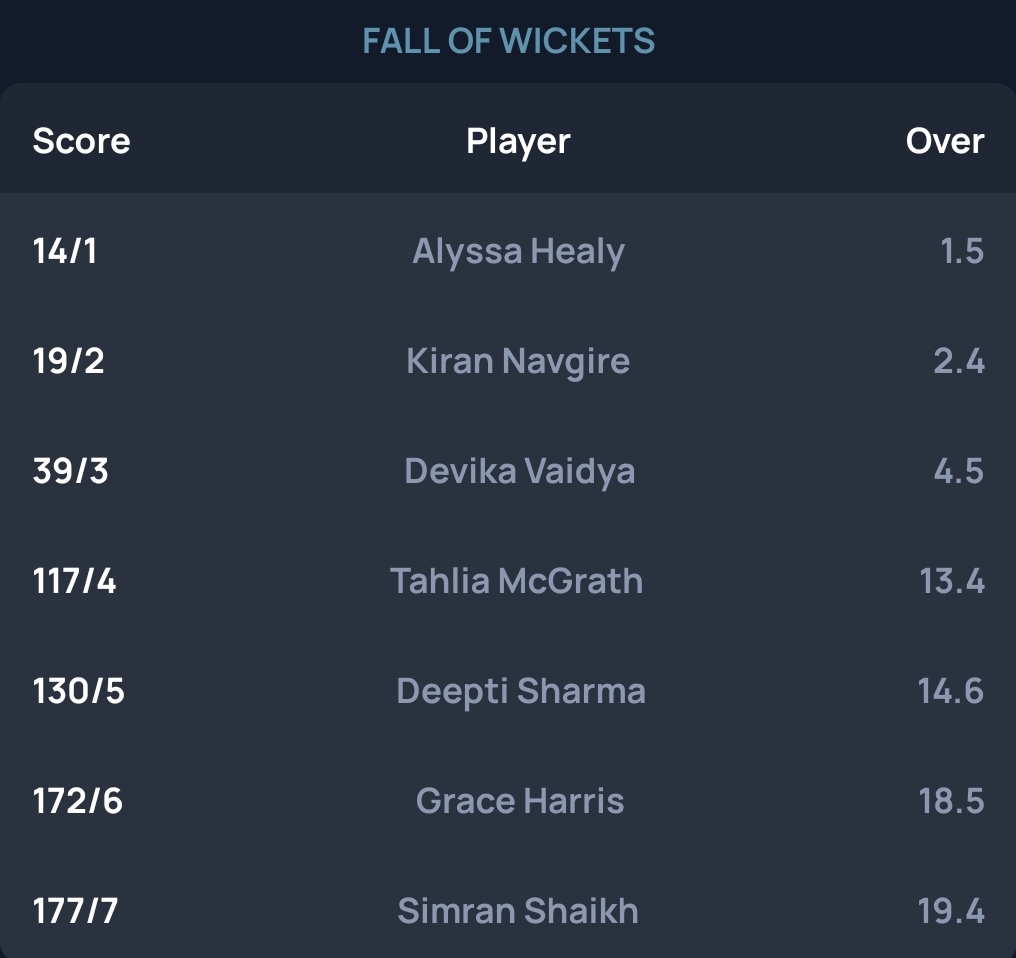 FALL OF WICKETS
Score Player Over
14/1 Alyssa Healy 1.5
19/2 Kiran Navgire 2.4
39/3 Devika Vaidya 4.5
117/4 Tahlia McGrath 13.4
130/5 Deepti Sharma 14.6
172/6 Grace Harris 18.5
177/7 Simran Shaikh 19.4